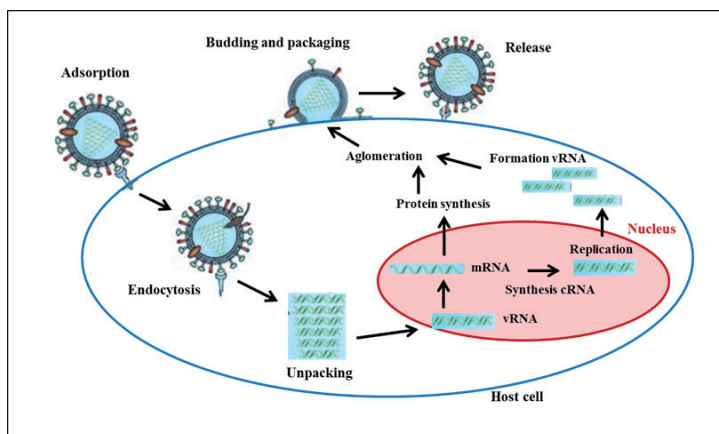 Budding and packaging
Release
Adsorption
Aglomeration
Formation vRNA
Protein synthesis
Nucleus
Replication
mRNA
Synthesis cRNA
Endocytosis
vRNA
Unpacking
Host cell